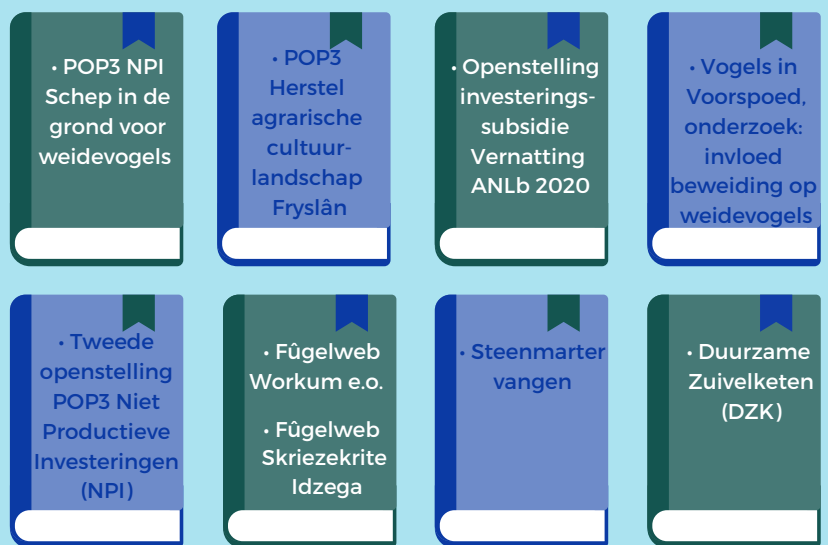 • POP3 NPI
Schep in de
grond voor
weidevogels
• POP3
Herstel
agrarische
cultuur-
landschap
Fryslân
• Openstelling
investerings-
subsidie
Vernatting
ANLb 2020
• Vogels in
Voorspoed,
onderzoek:
invloed
beweiding op
weidevogels
• Tweede
openstelling
POP3 Niet
Productieve
Investeringen
(NPI)
• Fûgelweb
Workum e.o.
• Fûgelweb
Skriezekrite
Idzega
• Steenmarter
vangen
• Duurzame
Zuivelketen
(DZK)